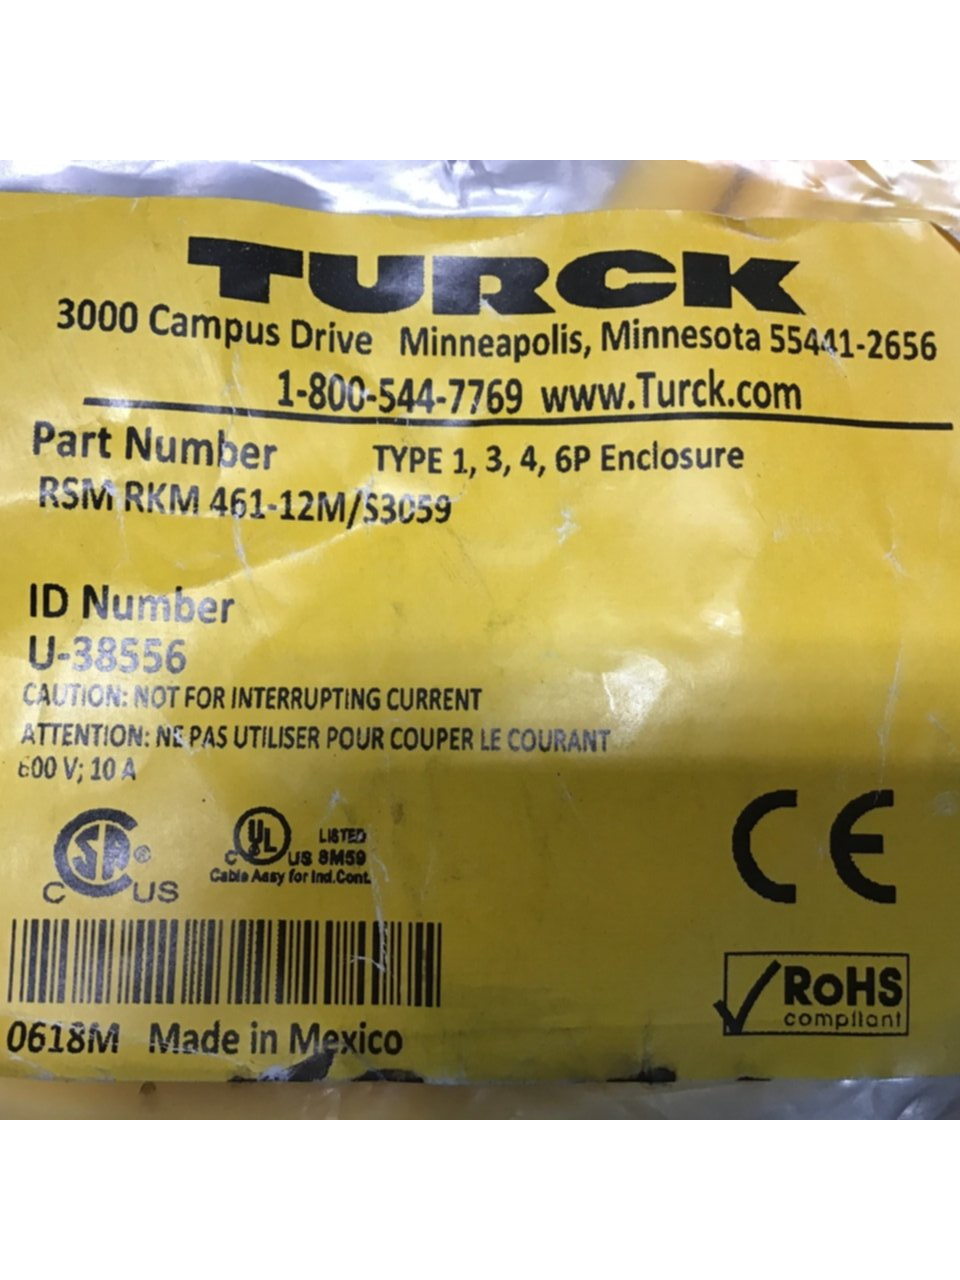 TURCK
3000 Campus Drive Minneapolis, Minnesota 55441-2656
1-800-544-7769 www.Turck.com
Part Number TYPE 1, 3, 4, 6P Enclosure
RSM RKM 461-12M/S3059
ID Number
U-38556
CAUTION: NOT FOR INTERRUPTING CURRENT
ATTENTION: NE PAS UTILISER POUR COUPER LE COURANT
600 V; 10 A
CSA® C US
C UL US LISTED 8M59
Cable Assy for Ind.Cont.
CE
RoHS
compliant
0618M Made in Mexico